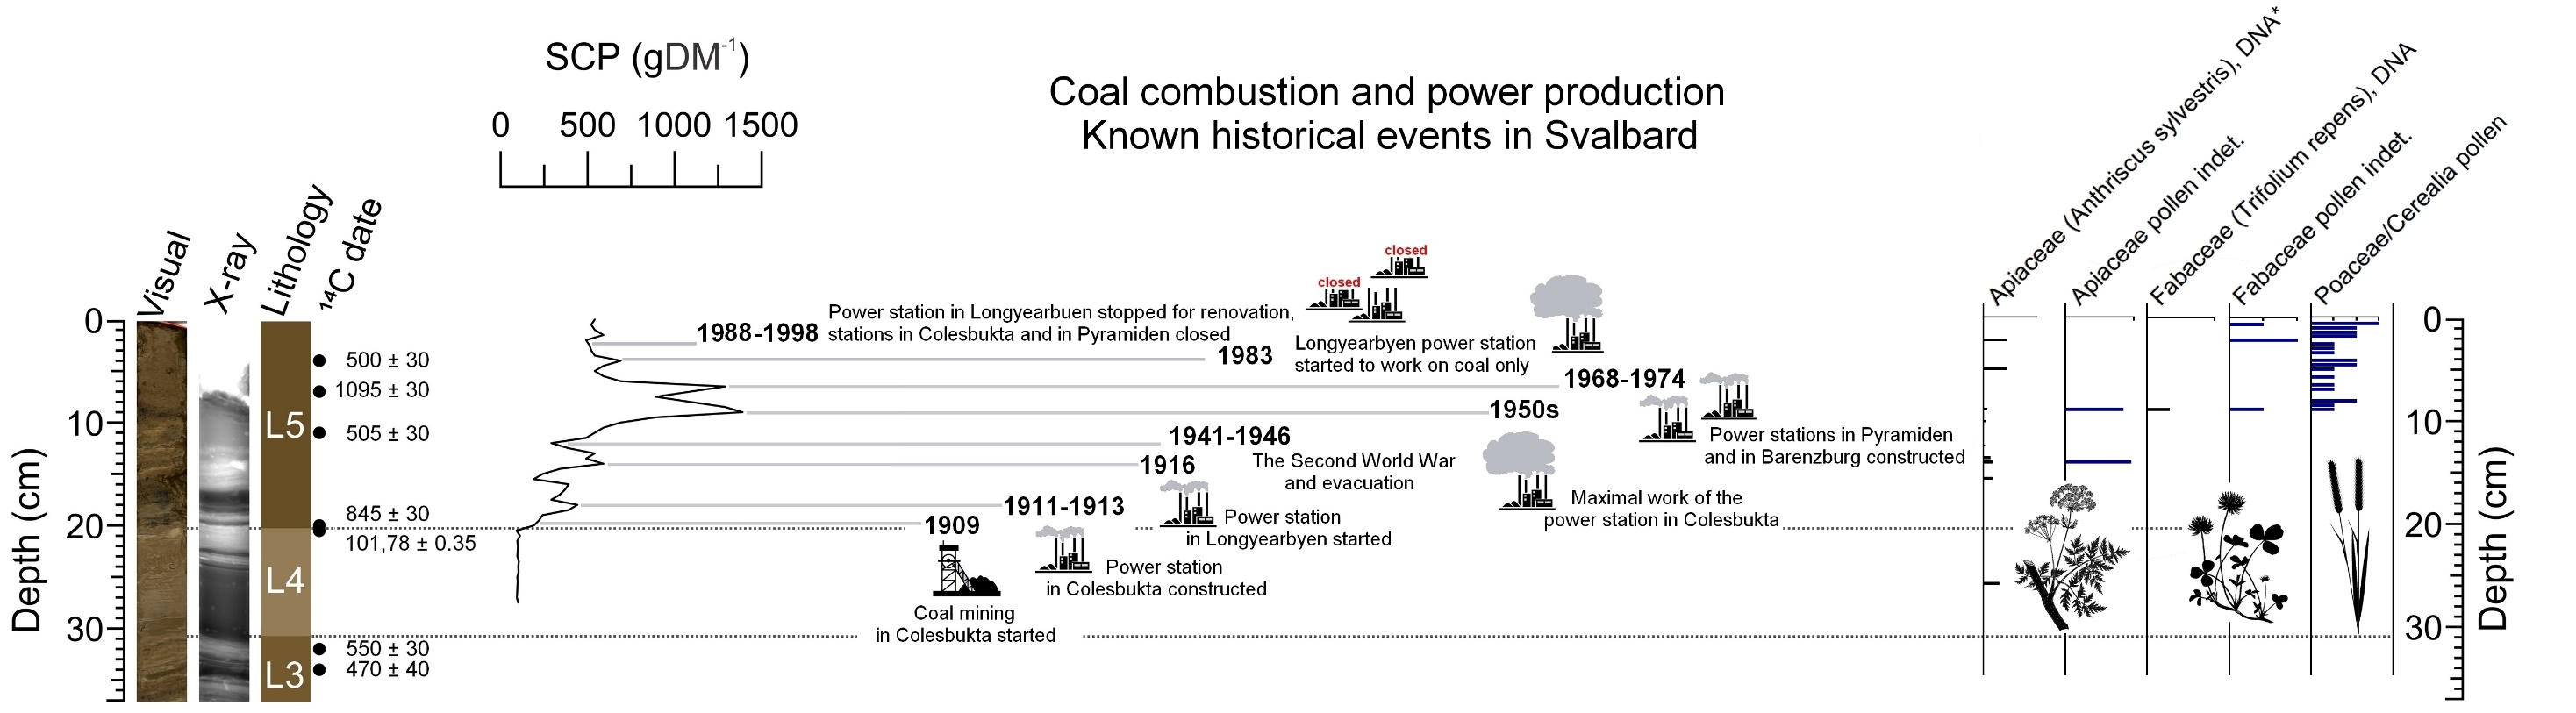 SCP (gDM⁻¹)
0 500 1000 1500
Coal combustion and power production
Known historical events in Svalbard
Visual
X-ray
Lithology
¹⁴C date
Apiaceae (Anthriscus sylvestris), DNA*
Apiaceae pollen indet.
Fabaceae (Trifolium repens), DNA
Fabaceae pollen indet.
Poaceae/Cerealia pollen
Depth (cm)
0
10
20
30
L5
L4
L3
500 ± 30
1095 ± 30
505 ± 30
845 ± 30
101,78 ± 0.35
550 ± 30
470 ± 40
closed
closed
1988-1998
Power station in Longyearbuen stopped for renovation,
stations in Colesbukta and in Pyramiden closed
1983
Longyearbyen power station
started to work on coal only
1968-1974
Power stations in Pyramiden
and in Barenzburg constructed
1950s
Maximal work of the
power station in Colesbukta
1941-1946
The Second World War
and evacuation
1916
Power station
in Longyearbyen started
1911-1913
Power station
in Colesbukta constructed
1909
Coal mining
in Colesbukta started
0
10
20
30
Depth (cm)